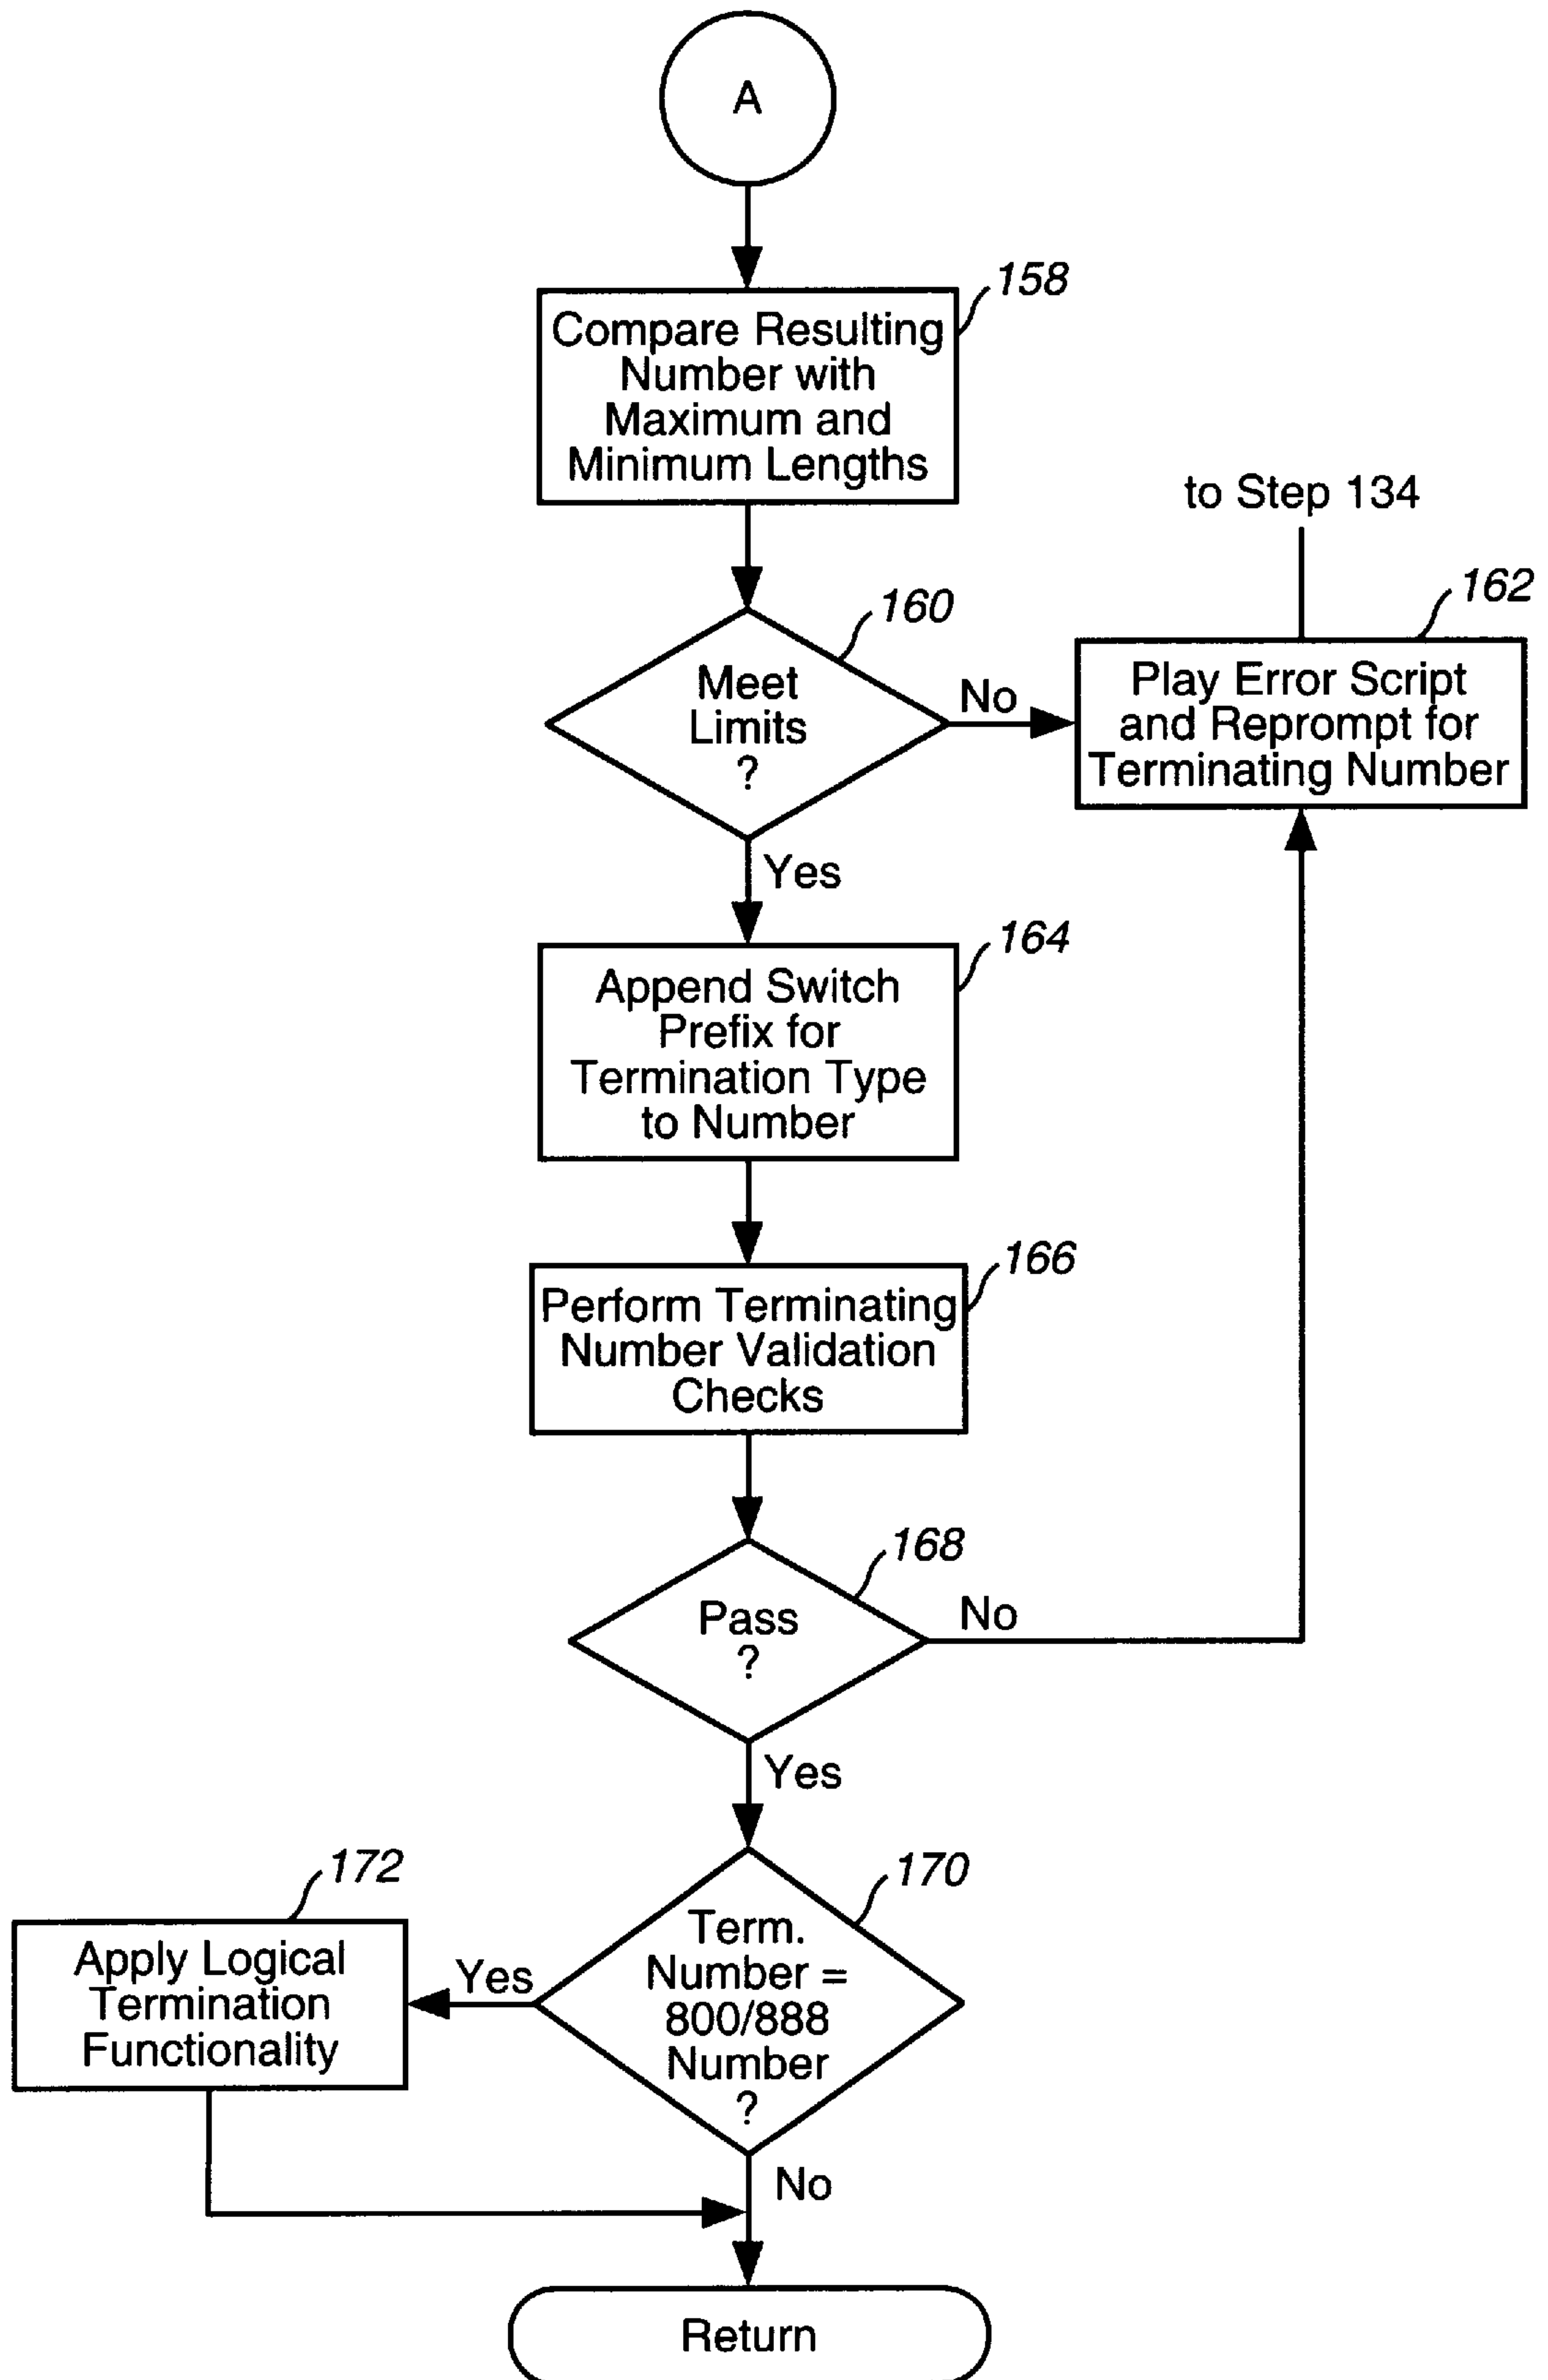 A
158
Compare Resulting
Number with
Maximum and
Minimum Lengths
to Step 134
160
Meet
Limits
?
No
162
Play Error Script
and Reprompt for
Terminating Number
Yes
164
Append Switch
Prefix for
Termination Type
to Number
166
Perform Terminating
Number Validation
Checks
168
Pass
?
No
Yes
170
Term.
Number =
800/888
Number
?
Yes
172
Apply Logical
Termination
Functionality
No
Return